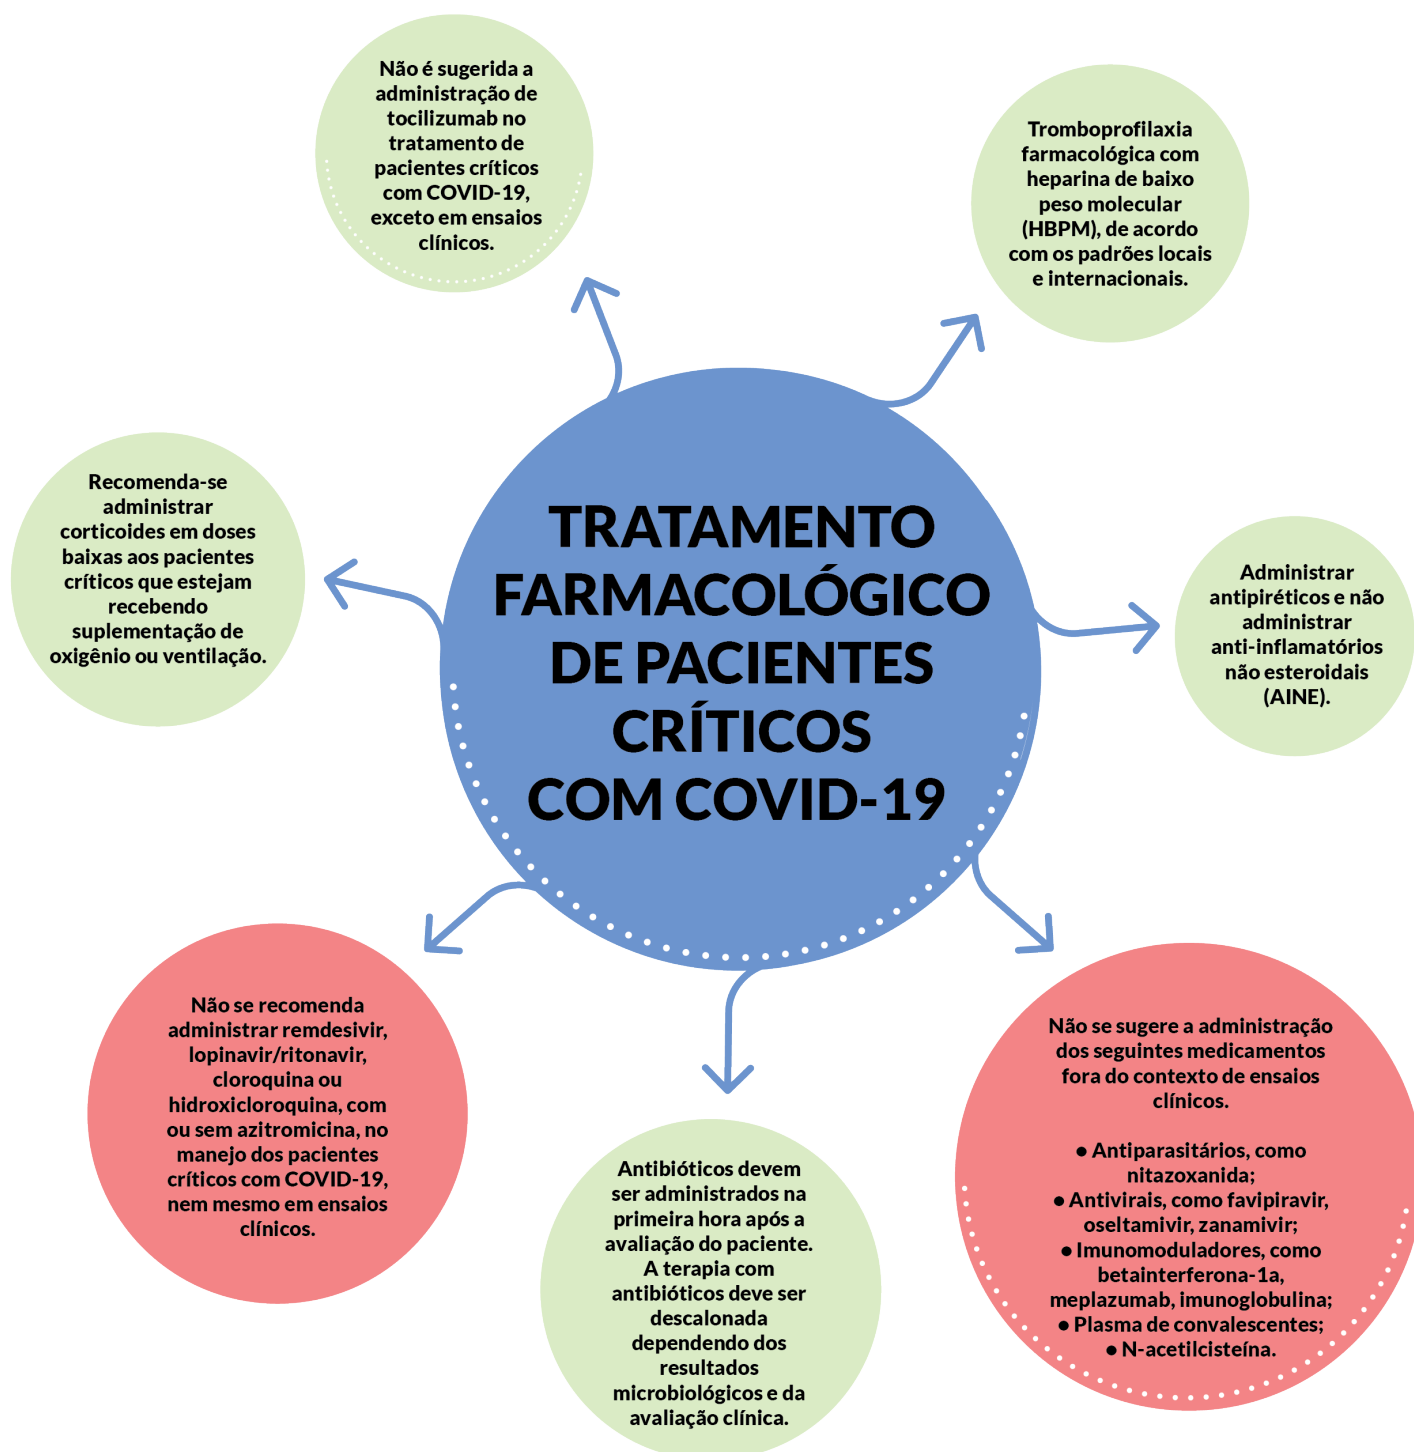 Não é sugerida a
administração de
tocilizumab no
tratamento de
pacientes críticos
com COVID-19,
exceto em ensaios
clínicos.
Tromboprofilaxia
farmacológica com
heparina de baixo
peso molecular
(HBPM), de acordo
com os padrões locais
e internacionais.
Recomenda-se
administrar
corticoides em doses
baixas aos pacientes
críticos que estejam
recebendo
suplementação de
oxigênio ou ventilação.
TRATAMENTO
FARMACOLÓGICO
DE PACIENTES
CRÍTICOS
COM COVID-19
Administrar
antipiréticos e não
administrar
anti-inflamatórios
não esteroidais
(AINE).
Não se recomenda
administrar remdesivir,
lopinavir/ritonavir,
cloroquina ou
hidroxicloroquina, com
ou sem azitromicina, no
manejo dos pacientes
críticos com COVID-19,
nem mesmo em ensaios
clínicos.
Antibióticos devem
ser administrados na
primeira hora após a
avaliação do paciente.
A terapia com
antibióticos deve ser
descalonada
dependendo dos
resultados
microbiológicos e da
avaliação clínica.
Não se sugere a administração
dos seguintes medicamentos
fora do contexto de ensaios
clínicos.
● Antiparasitários, como
nitazoxanida;
● Antivirais, como favipiravir,
oseltamivir, zanamivir;
● Imunomoduladores, como
betainterferona-1a,
meplazumab, imunoglobulina;
● Plasma de convalescentes;
● N-acetilcisteína.